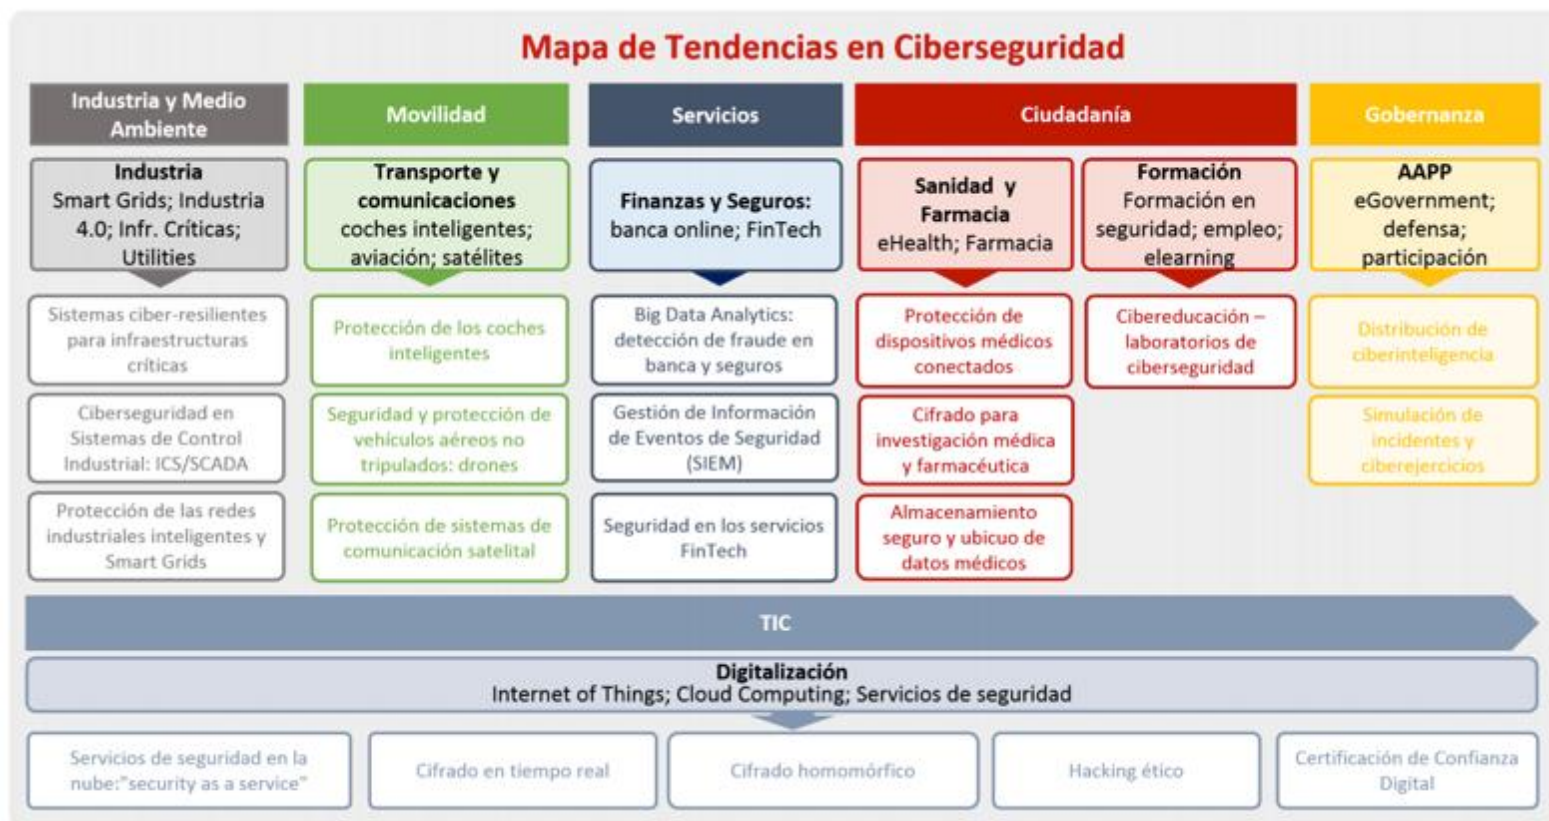 Mapa de Tendencias en Ciberseguridad
Industria y Medio
Ambiente
Movilidad
Servicios
Ciudadanía
Gobernanza
Industria
Smart Grids; Industria
4.0; Infr. Críticas;
Utilities
Transporte y
comunicaciones
coches inteligentes;
aviación; satélites
Finanzas y Seguros:
banca online; FinTech
Sanidad y
Farmacia
eHealth; Farmacia
Formación
Formación en
seguridad; empleo;
elearning
AAPP
eGovernment;
defensa;
participación
Sistemas ciber-resilientes
para infraestructuras
críticas
Protección de los coches
inteligentes
Big Data Analytics:
detección de fraude en
banca y seguros
Protección de
dispositivos médicos
conectados
Cibereducación –
laboratorios de
ciberseguridad
Distribución de
ciberinteligencia
Ciberseguridad en
Sistemas de Control
Industrial: ICS/SCADA
Seguridad y protección de
vehículos aéreos no
tripulados: drones
Gestión de Información
de Eventos de Seguridad
(SIEM)
Cifrado para
investigación médica
y farmacéutica
Simulación de
incidentes y
ciberejercicios
Protección de las redes
industriales inteligentes y
Smart Grids
Protección de sistemas de
comunicación satelital
Seguridad en los servicios
FinTech
Almacenamiento
seguro y ubicuo de
datos médicos
TIC
Digitalización
Internet of Things; Cloud Computing; Servicios de seguridad
Servicios de seguridad en la
nube:"security as a service"
Cifrado en tiempo real
Cifrado homomórfico
Hacking ético
Certificación de Confianza
Digital